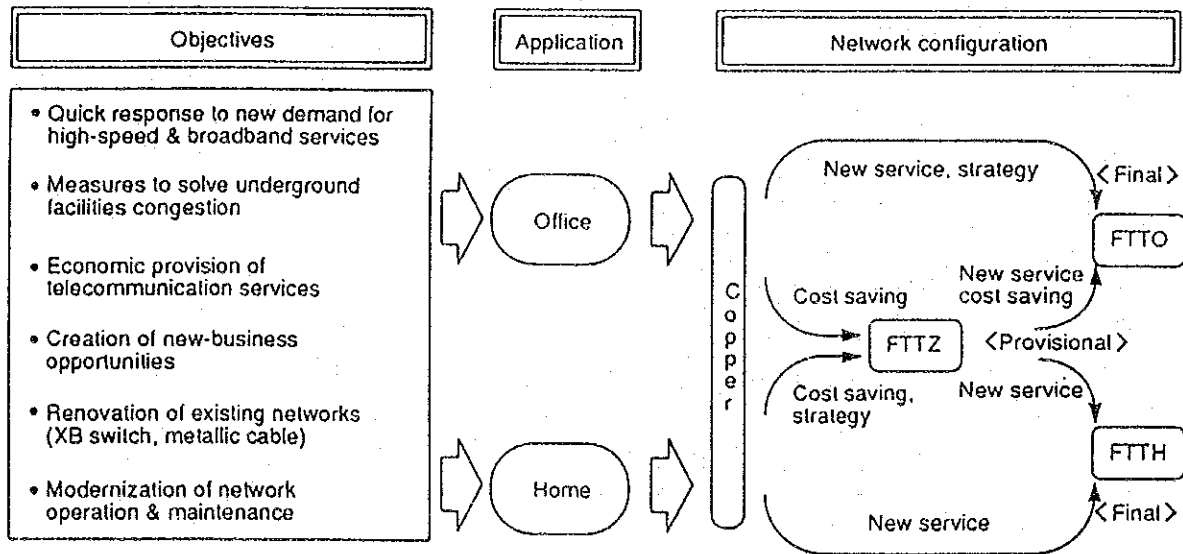 Objectives
Application
Network configuration
• Quick response to new demand for
high-speed & broadband services
• Measures to solve underground
facilities congestion
• Economic provision of
telecommunication services
• Creation of new-business
opportunities
• Renovation of existing networks
(XB switch, metallic cable)
• Modernization of network
operation & maintenance
Office
Home
Copper
New service, strategy
<Final>
FTTO
New service
cost saving
Cost saving
FTTZ
<Provisional>
Cost saving,
strategy
New service
FTTH
New service
<Final>